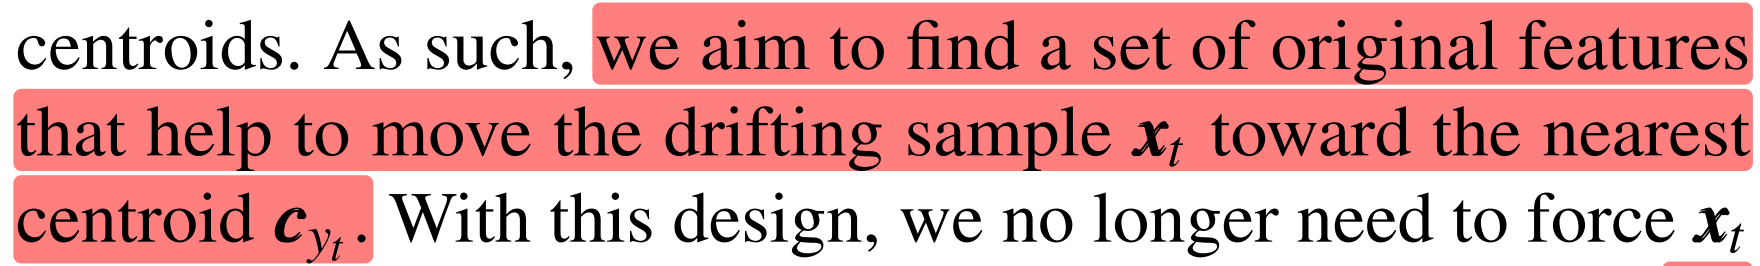 centroids. As such, we aim to find a set of original features
that help to move the drifting sample x_t toward the nearest
centroid c_{y_t}. With this design, we no longer need to force x_t